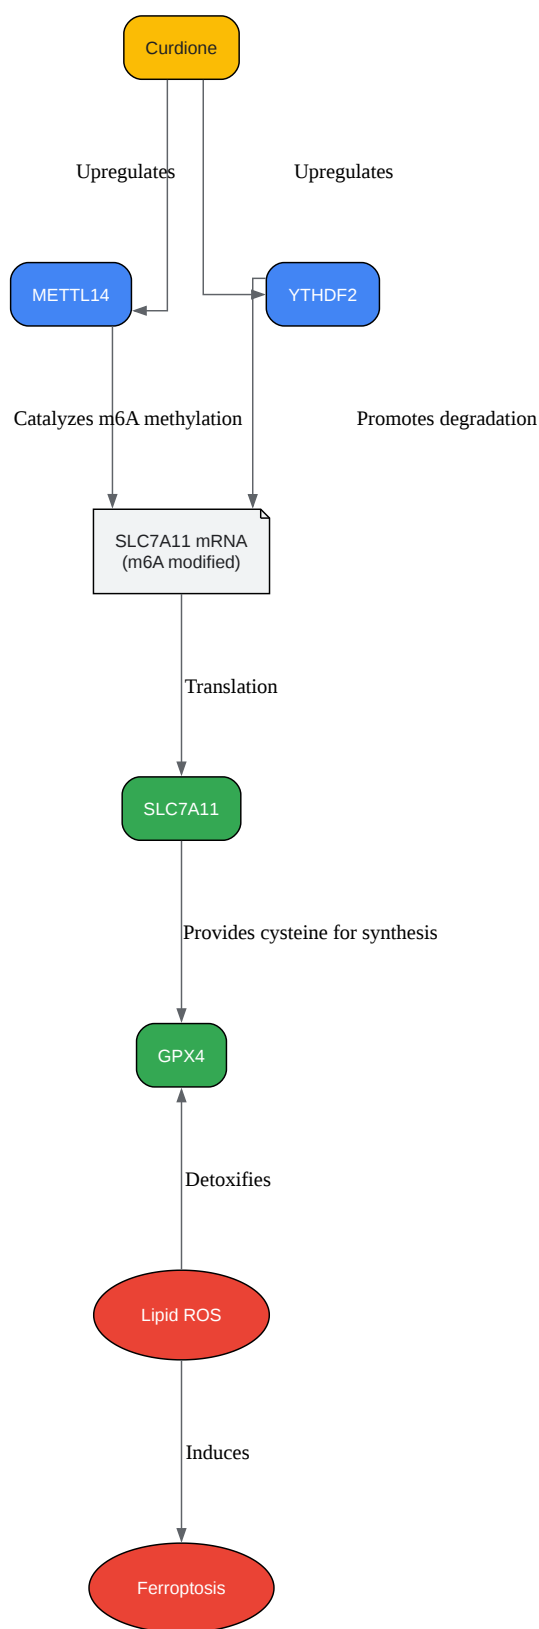 Curdione
Upregulates
Upregulates
METTL14
YTHDF2
Catalyzes m6A methylation
Promotes degradation
SLC7A11 mRNA
(m6A modified)
Translation
SLC7A11
Provides cysteine for synthesis
GPX4
Detoxifies
Lipid ROS
Induces
Ferroptosis